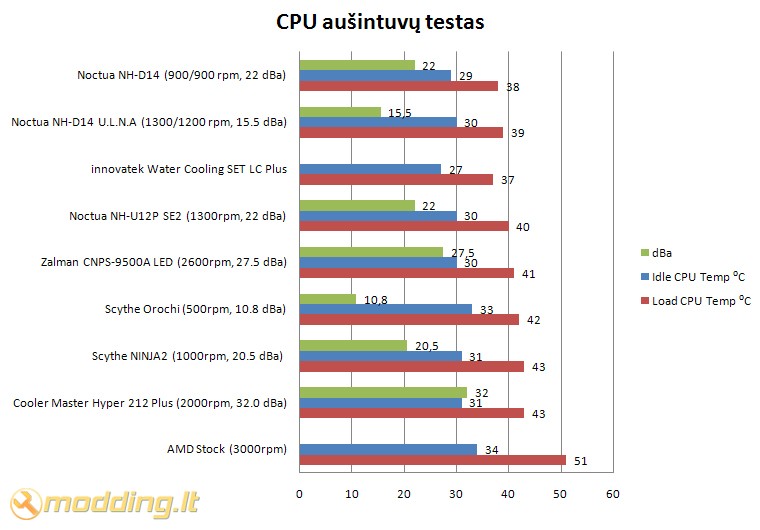 CPU aušintuvų testas
Noctua NH-D14 (900/900 rpm, 22 dBa)
22
29
38
Noctua NH-D14 U.L.N.A (1300/1200 rpm, 15.5 dBa)
15,5
30
39
innovatek Water Cooling SET LC Plus
27
37
Noctua NH-U12P SE2 (1300rpm, 22 dBa)
22
30
40
Zalman CNPS-9500A LED (2600rpm, 27.5 dBa)
27,5
30
41
Scythe Orochi (500rpm, 10.8 dBa)
10,8
33
42
Scythe NINJA2 (1000rpm, 20.5 dBa)
20,5
31
43
Cooler Master Hyper 212 Plus (2000rpm, 32.0 dBa)
32
31
43
AMD Stock (3000rpm)
34
51
0 10 20 30 40 50 60
dBa
Idle CPU Temp ⁰C
Load CPU Temp ⁰C
modding.lt